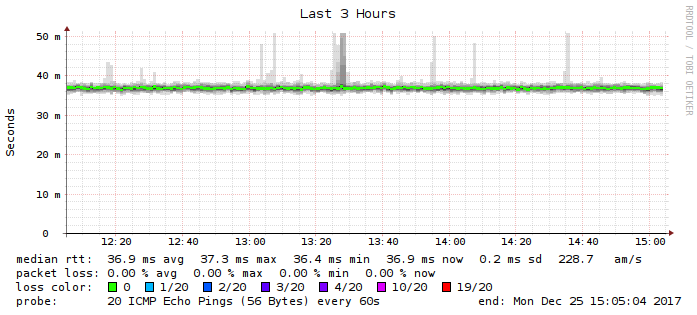 Last 3 Hours
RRDTOOL / TOBI OETIKER
Seconds
50 m
40 m
30 m
20 m
10 m
0
12:20 12:40 13:00 13:20 13:40 14:00 14:20 14:40 15:00
median rtt: 36.9 ms avg 37.3 ms max 36.4 ms min 36.9 ms now 0.2 ms sd 228.7 am/s
packet loss: 0.00 % avg 0.00 % max 0.00 % min 0.00 % now
loss color: 0 1/20 2/20 3/20 4/20 10/20 19/20
probe: 20 ICMP Echo Pings (56 Bytes) every 60s end: Mon Dec 25 15:05:04 2017